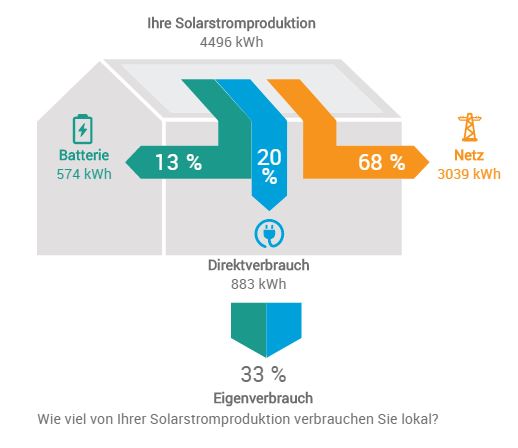 Ihre Solarstromproduktion
4496 kWh
Batterie
574 kWh
13 %
20
%
68 %
Netz
3039 kWh
Direktverbrauch
883 kWh
33 %
Eigenverbrauch
Wie viel von Ihrer Solarstromproduktion verbrauchen Sie lokal?